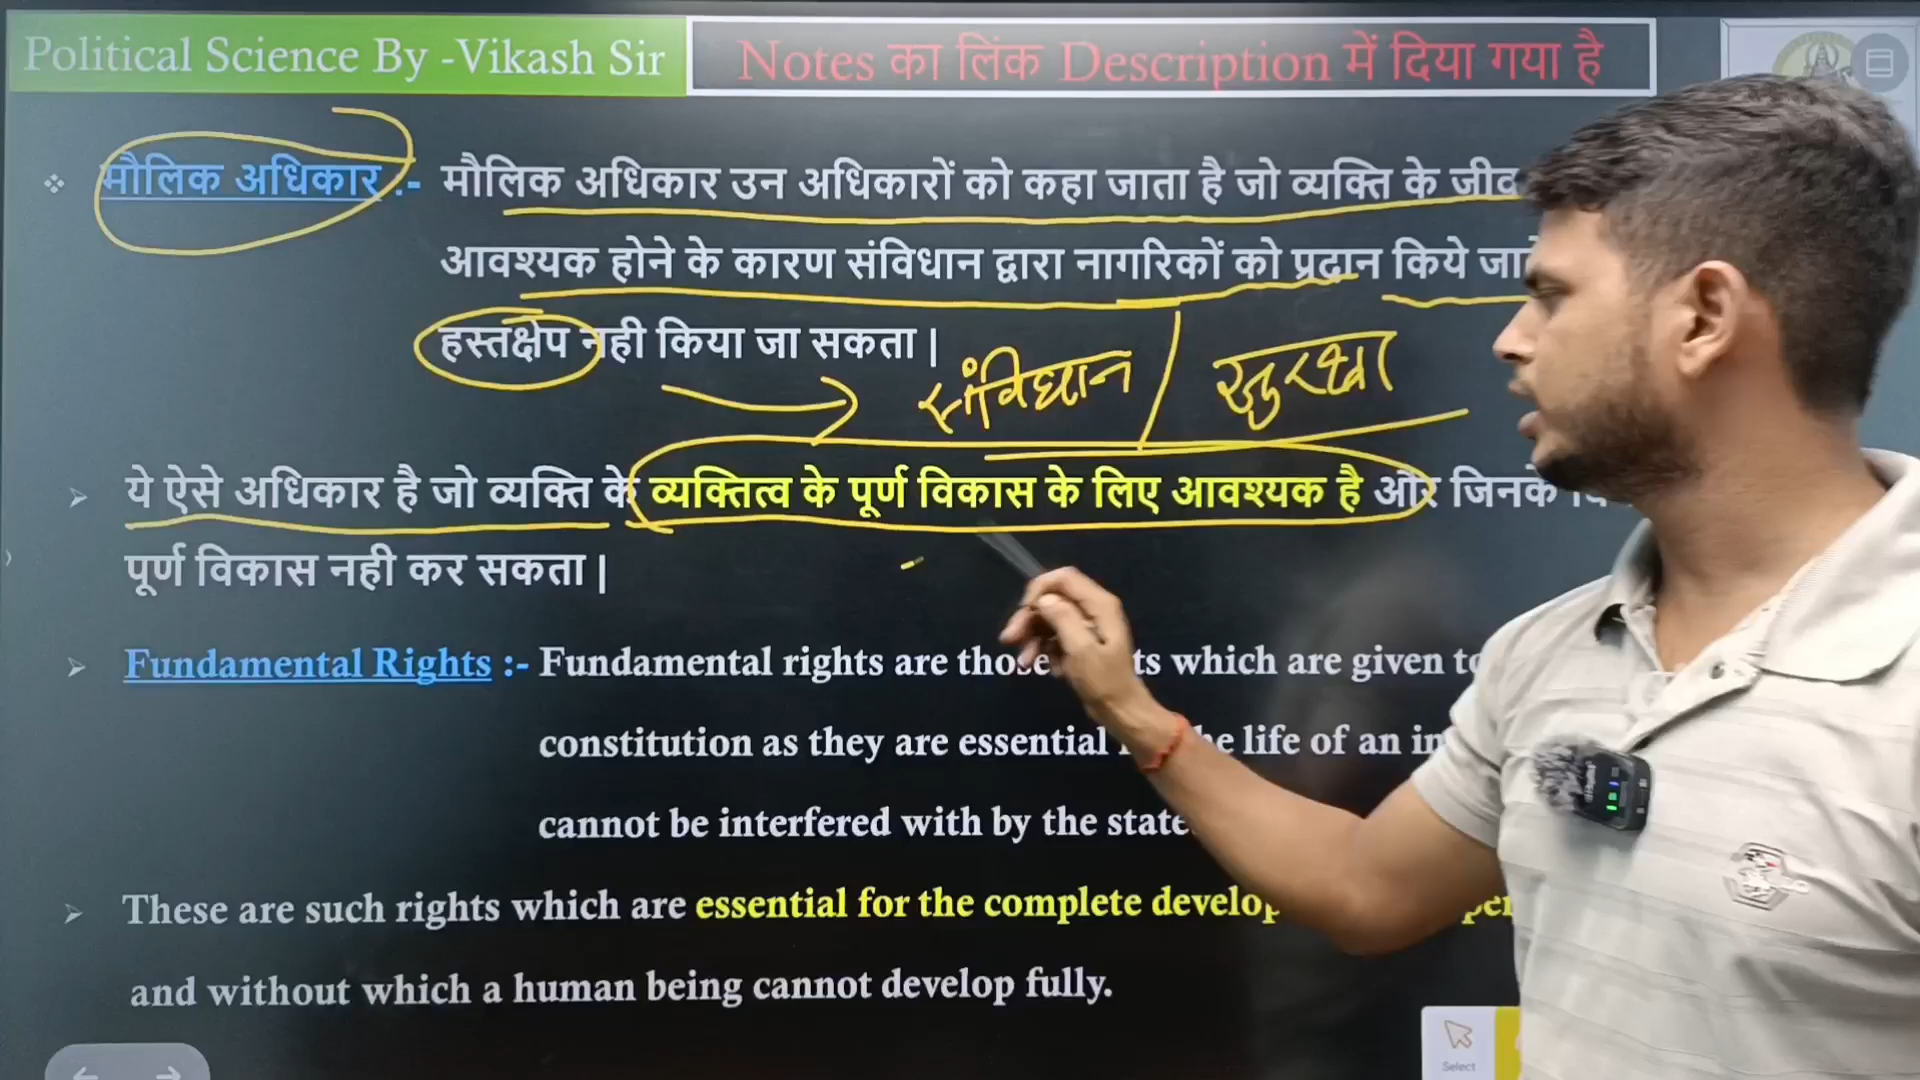 Political Science By -Vikash Sir
Notes का लिंक Description में दिया गया है
मौलिक अधिकार :- मौलिक अधिकार उन अधिकारों को कहा जाता है जो व्यक्ति के
आवश्यक होने के कारण संविधान द्वारा नागरिकों को प्रदान किये
हस्तक्षेप नही किया जा सकता |
संविधान / सुरक्षा
ये ऐसे अधिकार है जो व्यक्ति के व्यक्तित्व के पूर्ण विकास के लिए आवश्यक है और जिनके
पूर्ण विकास नही कर सकता |
Fundamental Rights :- Fundamental rights are which are given
constitution as they are essential life of an
cannot be interfered with by the state
These are such rights which are essential for the complete
and without which a human being cannot develop fully.
Select